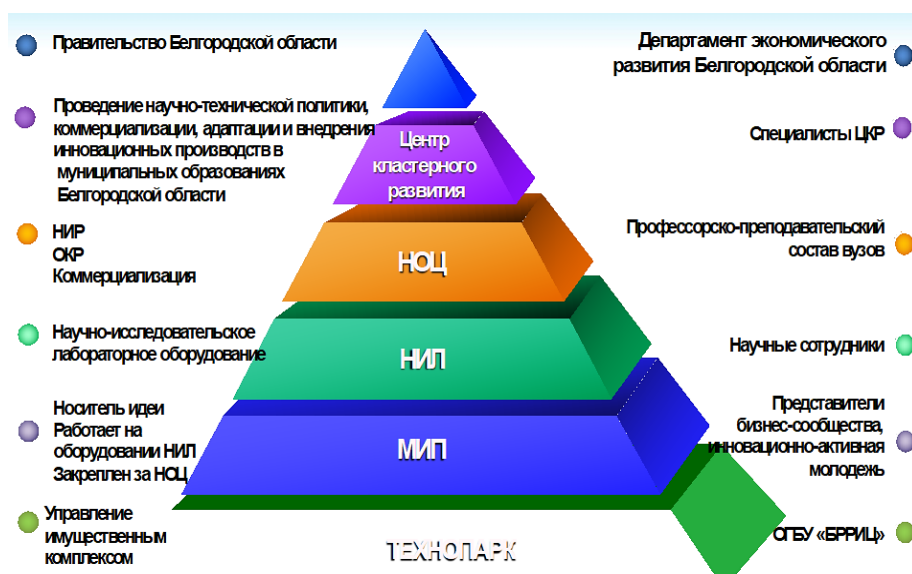 Правительство Белгородской области
Департамент экономического
развития Белгородской области
Проведение научно-технической политики,
коммерциализации, адаптации и внедрения
инновационных производств в
муниципальных образованиях
Белгородской области
Центр
кластерного
развития
Специалисты ЦКР
НИР
ОКР
Коммерциализация
НОЦ
Профессорско-преподавательский
состав вузов
Научно-исследовательское
лабораторное оборудование
НИЛ
Научные сотрудники
Носитель идеи
Работает на
оборудовании НИЛ
Закреплен за НОЦ
МИП
Представители
бизнес-сообщества,
инновационно-активная
молодежь
Управление
имущественным
комплексом
ТЕХНОПАРК
ОГБУ «БРРИЦ»